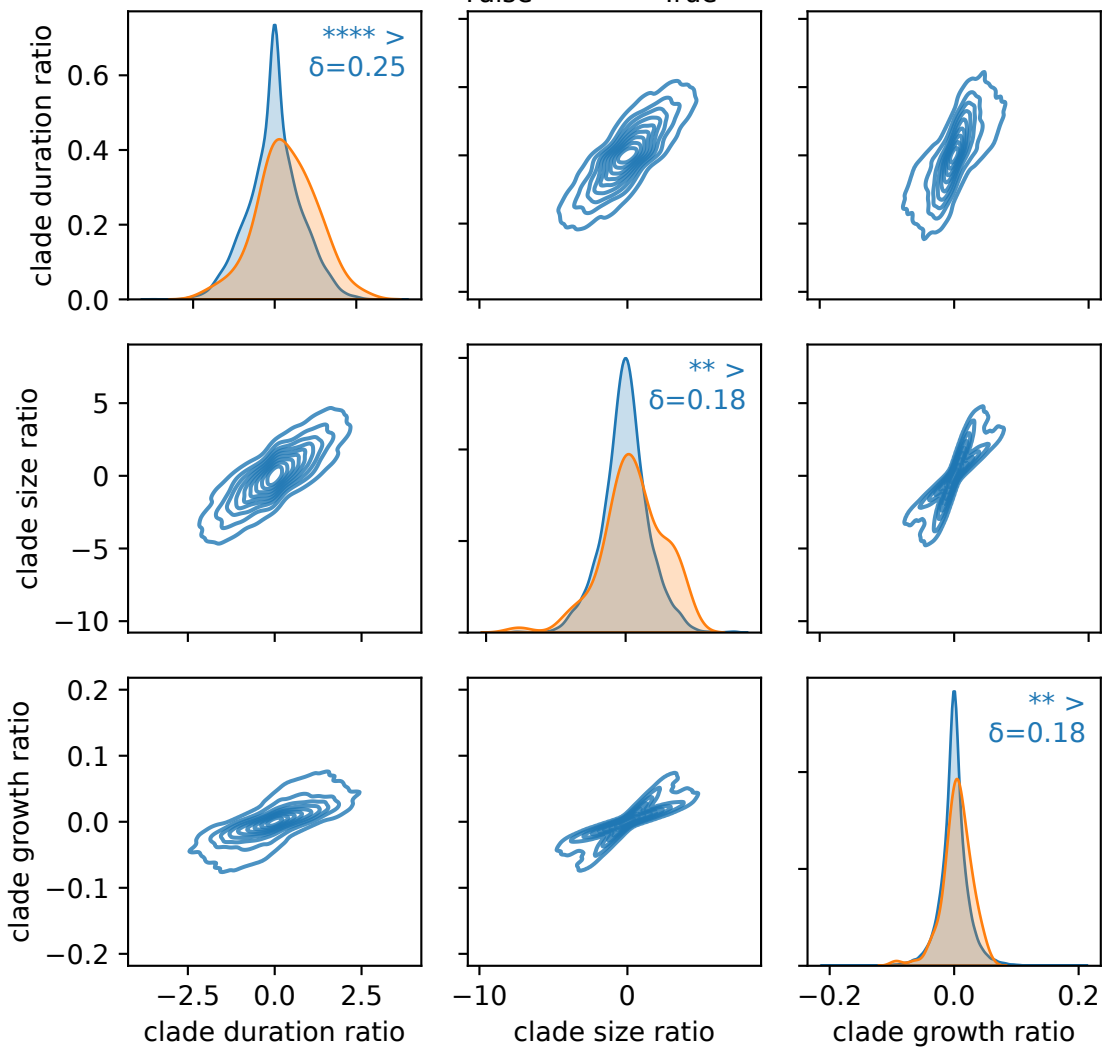 False True
clade duration ratio
0.6
0.4
0.2
0.0
**** >
δ=0.25
clade size ratio
5
0
−5
−10
** >
δ=0.18
clade growth ratio
0.2
0.1
0.0
−0.1
−0.2
** >
δ=0.18
−2.5 0.0 2.5
−10 0
−0.2 0.0 0.2
clade duration ratio
clade size ratio
clade growth ratio